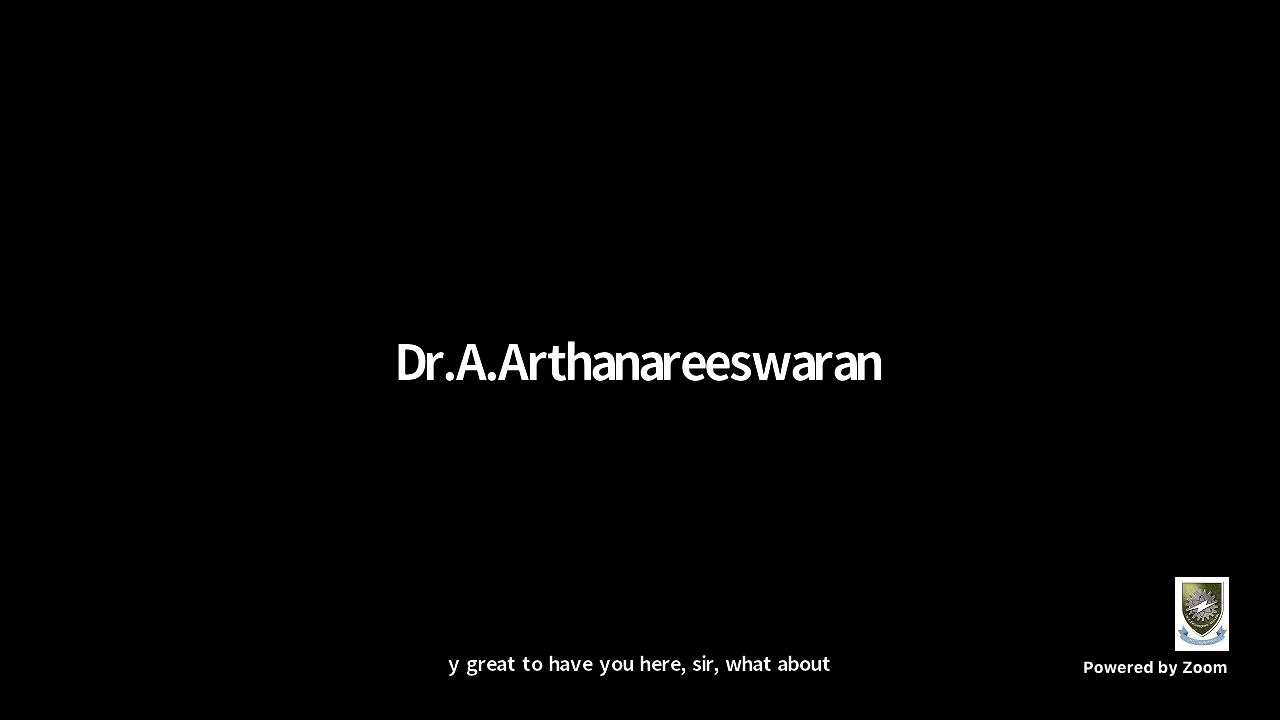 Dr.A.Arthanareeswaran
y great to have you here, sir, what about
Powered by Zoom